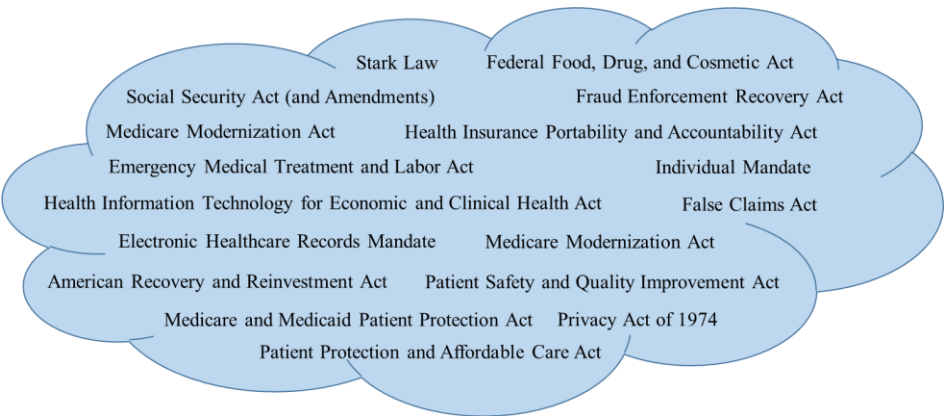 Stark Law Federal Food, Drug, and Cosmetic Act
Social Security Act (and Amendments) Fraud Enforcement Recovery Act
Medicare Modernization Act Health Insurance Portability and Accountability Act
Emergency Medical Treatment and Labor Act Individual Mandate
Health Information Technology for Economic and Clinical Health Act False Claims Act
Electronic Healthcare Records Mandate Medicare Modernization Act
American Recovery and Reinvestment Act Patient Safety and Quality Improvement Act
Medicare and Medicaid Patient Protection Act Privacy Act of 1974
Patient Protection and Affordable Care Act